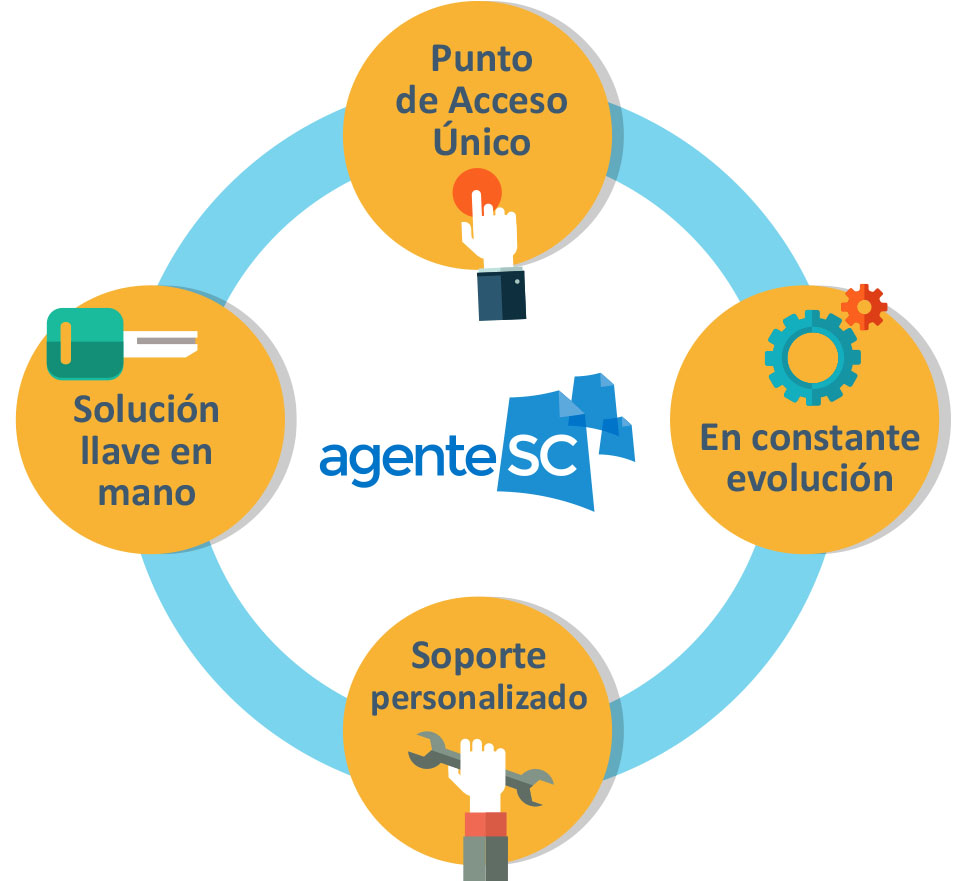 Punto
de Acceso
Único
Solución
llave en
mano
agenteSC
En constante
evolución
Soporte
personalizado